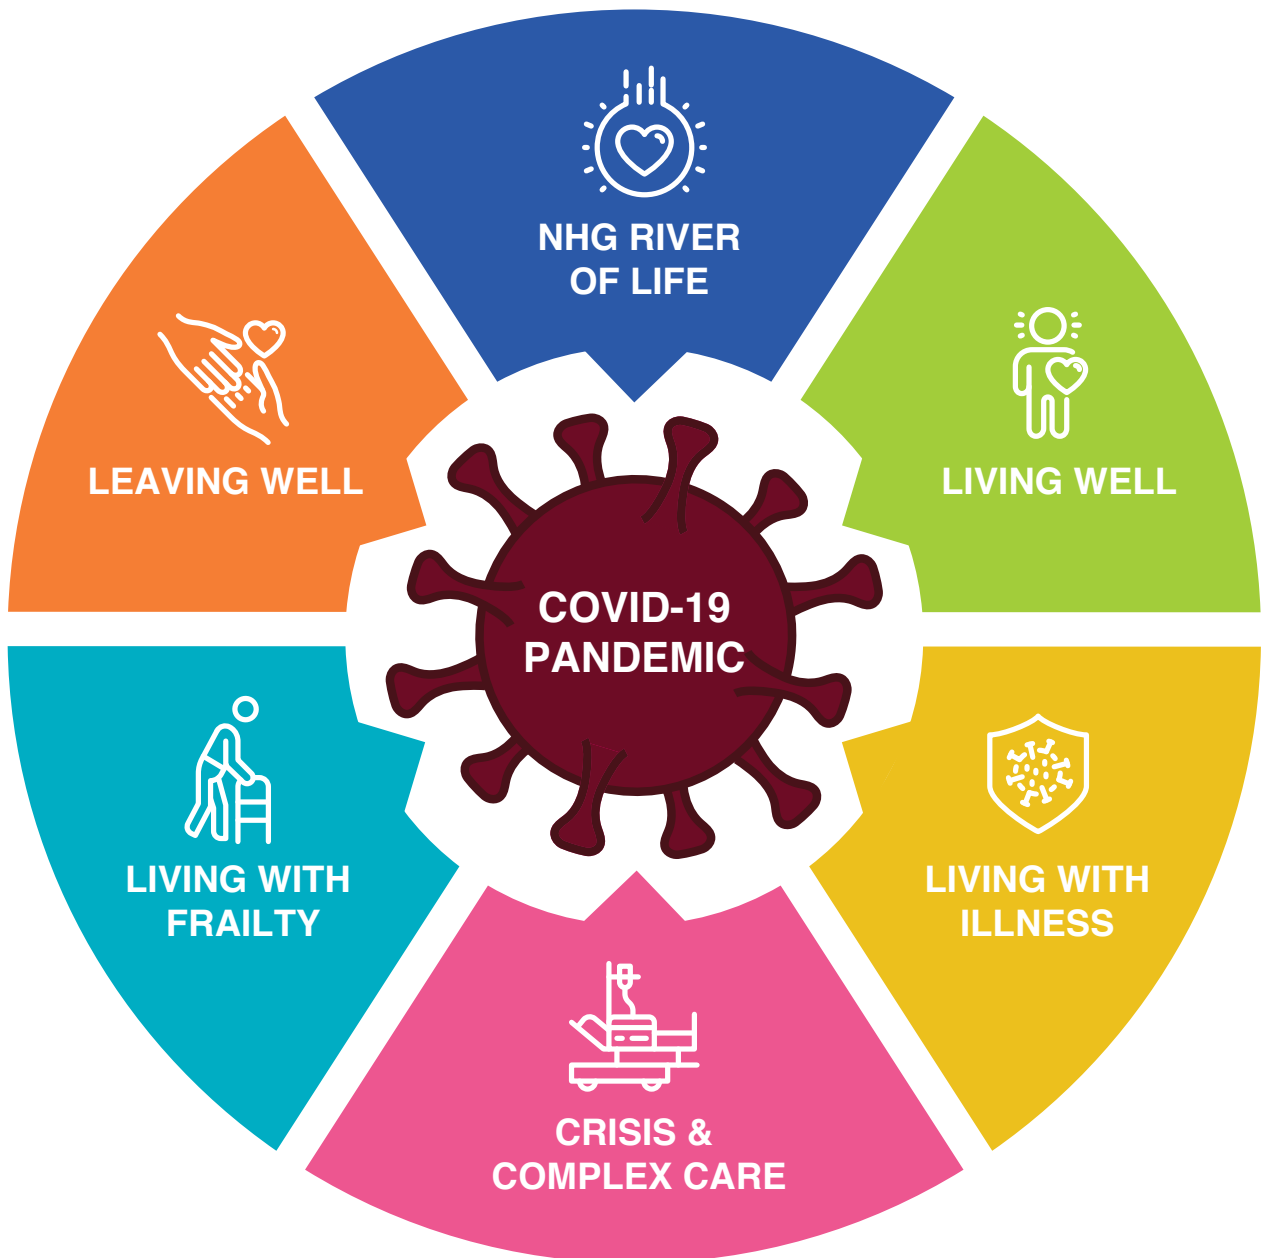 NHG RIVER
OF LIFE
LIVING WELL
LIVING WITH
ILLNESS
CRISIS &
COMPLEX CARE
LIVING WITH
FRAILTY
LEAVING WELL
COVID-19
PANDEMIC